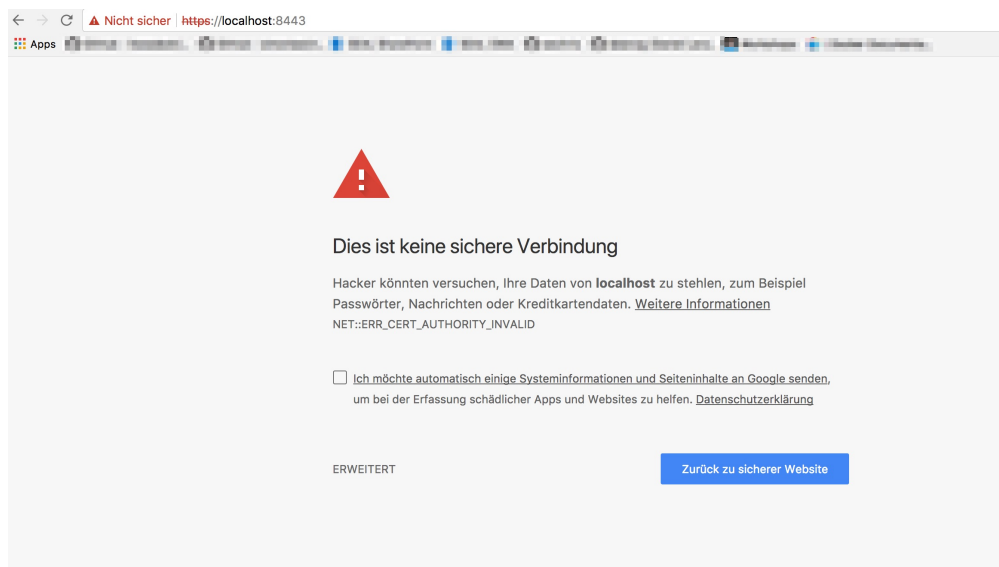 Nicht sicher https://localhost:8443
Apps
Dies ist keine sichere Verbindung
Hacker könnten versuchen, Ihre Daten von localhost zu stehlen, zum Beispiel
Passwörter, Nachrichten oder Kreditkartendaten. Weitere Informationen
NET::ERR_CERT_AUTHORITY_INVALID
Ich möchte automatisch einige Systeminformationen und Seiteninhalte an Google senden,
um bei der Erfassung schädlicher Apps und Websites zu helfen. Datenschutzerklärung
ERWEITERT Zurück zu sicherer Website